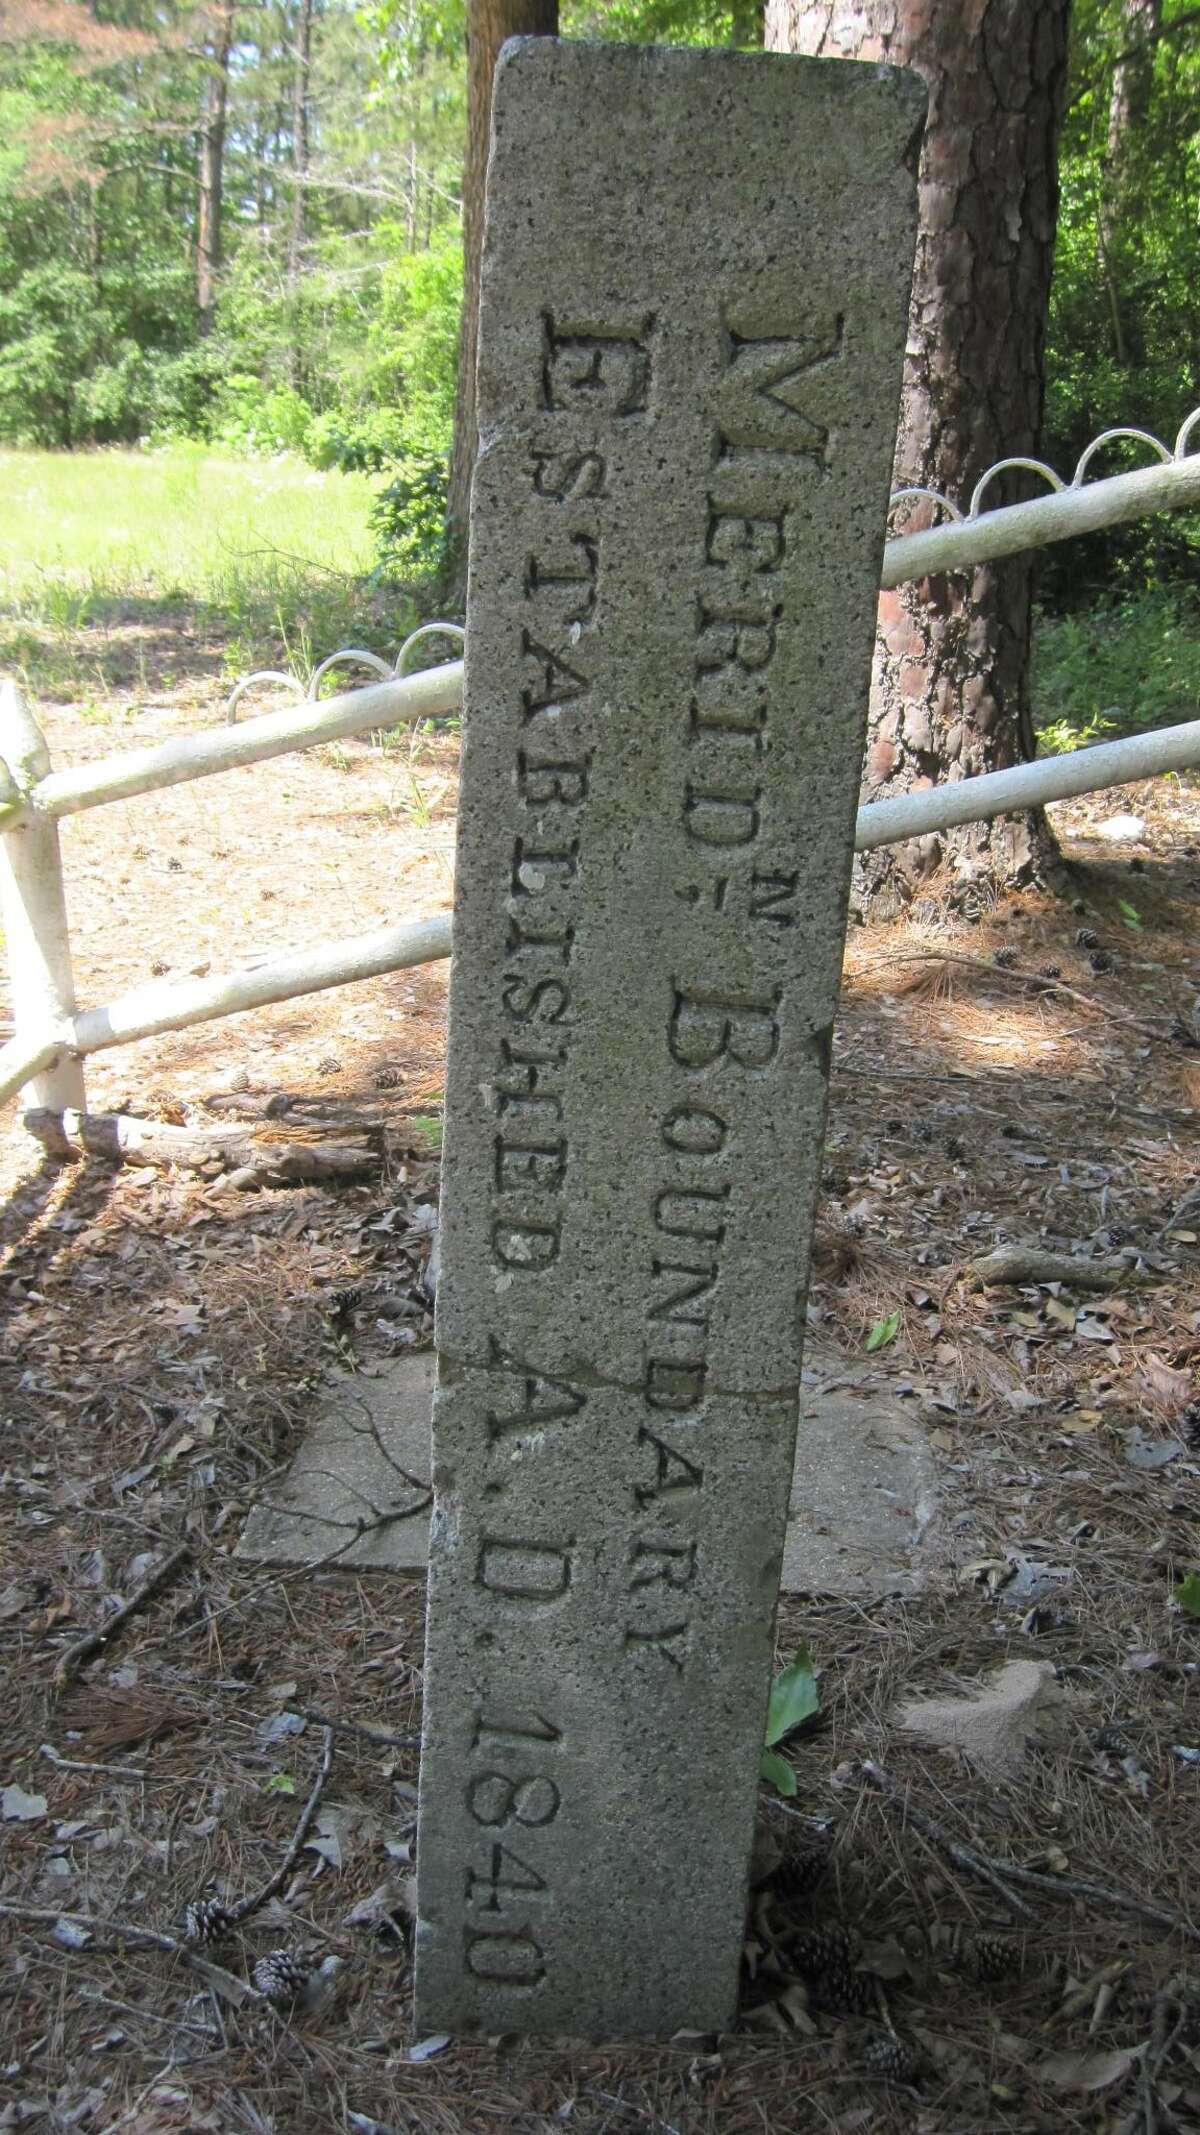 MERIDᴺ; BOUNDARY
ESTABLISHED A.D. 1840